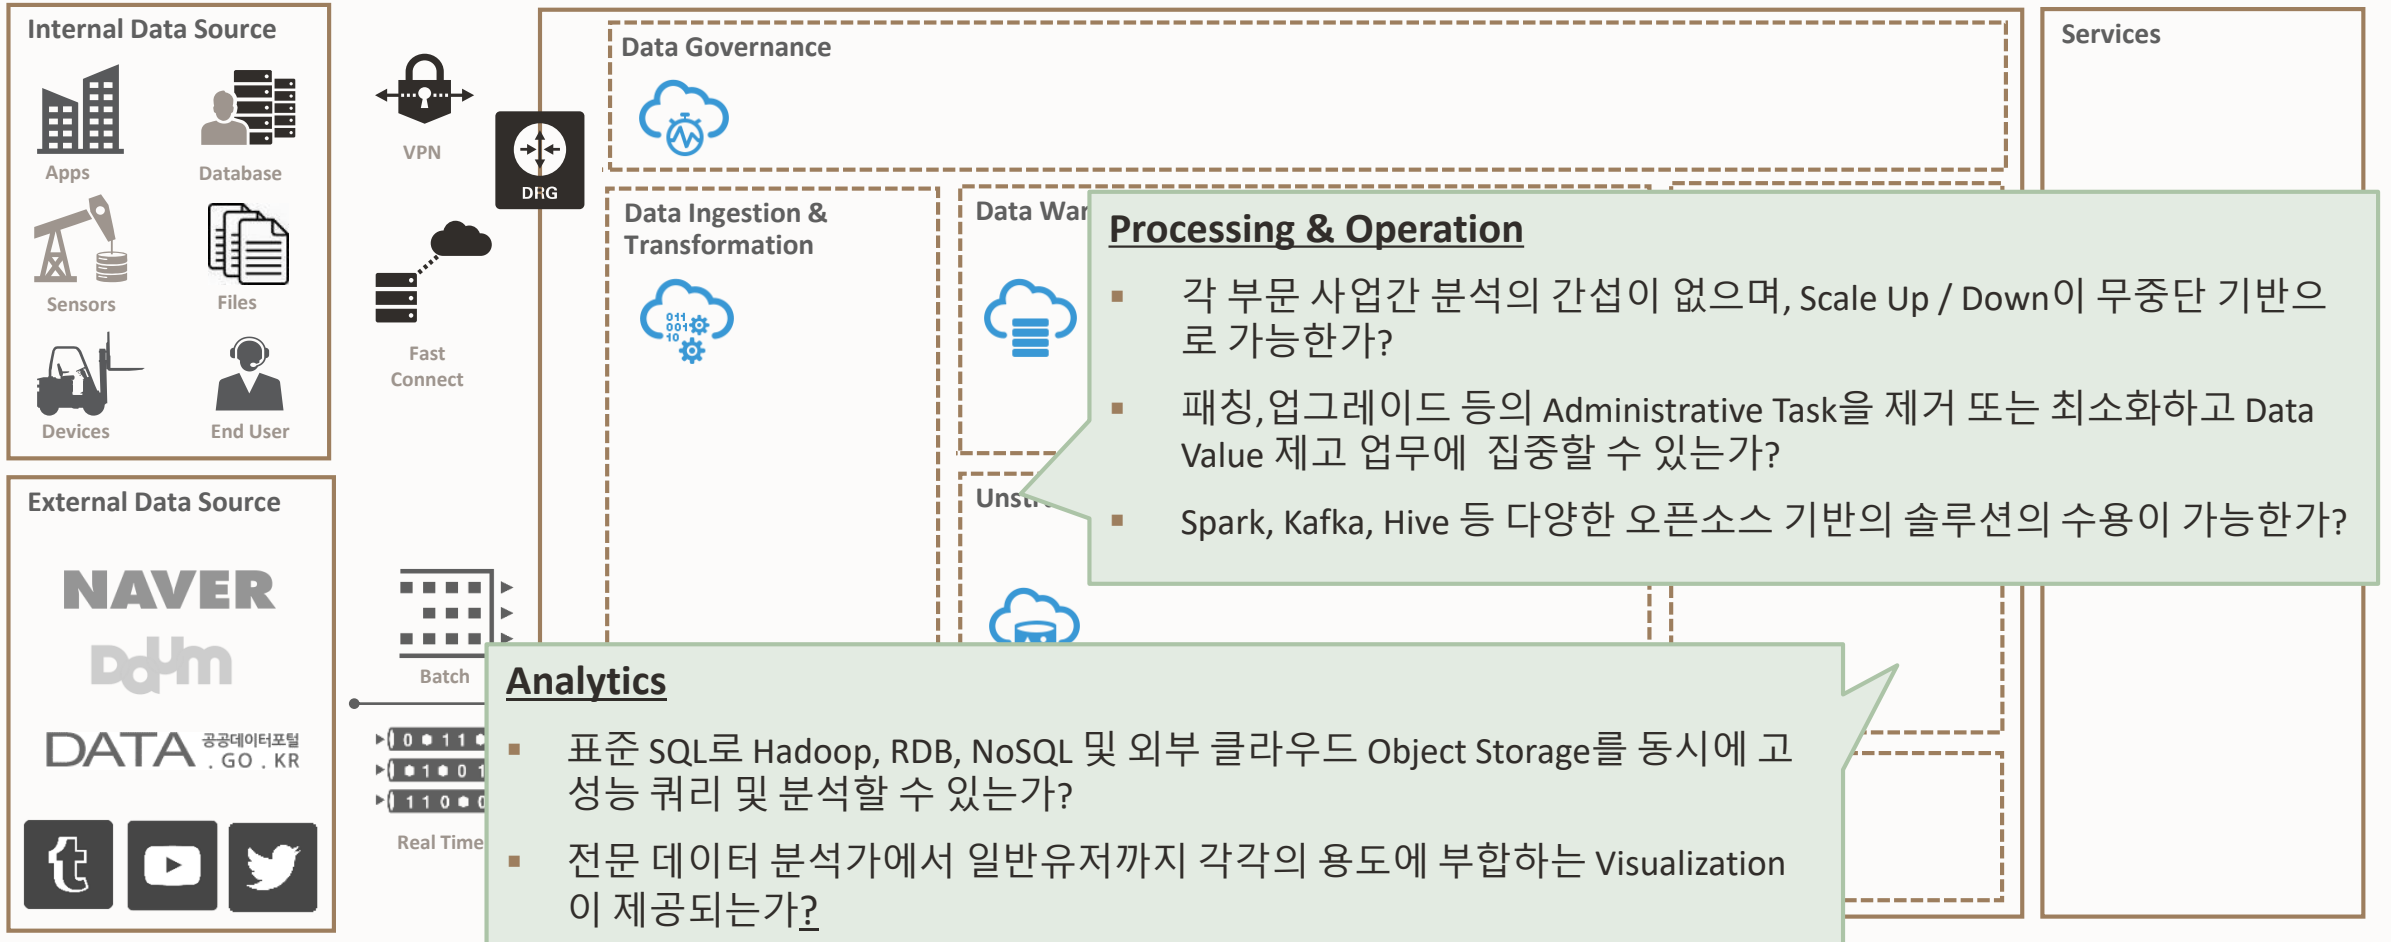 Internal Data Source
Apps
Database
Sensors
Files
Devices
End User
External Data Source
NAVER
Daum
DATA 공공데이터포털
.GO.KR
VPN
DRG
Fast
Connect
Batch
Real Time
Data Governance
Data Ingestion &
Transformation
011
001
10
Data War
Unst
Services
Processing & Operation
▪ 각 부문 사업간 분석의 간섭이 없으며, Scale Up / Down이 무중단 기반으
로 가능한가?
▪ 패칭,업그레이드 등의 Administrative Task을 제거 또는 최소화하고 Data
Value 제고 업무에 집중할 수 있는가?
▪ Spark, Kafka, Hive 등 다양한 오픈소스 기반의 솔루션의 수용이 가능한가?
Analytics
▪ 표준 SQL로 Hadoop, RDB, NoSQL 및 외부 클라우드 Object Storage를 동시에 고
성능 쿼리 및 분석할 수 있는가?
▪ 전문 데이터 분석가에서 일반유저까지 각각의 용도에 부합하는 Visualization
이 제공되는가?